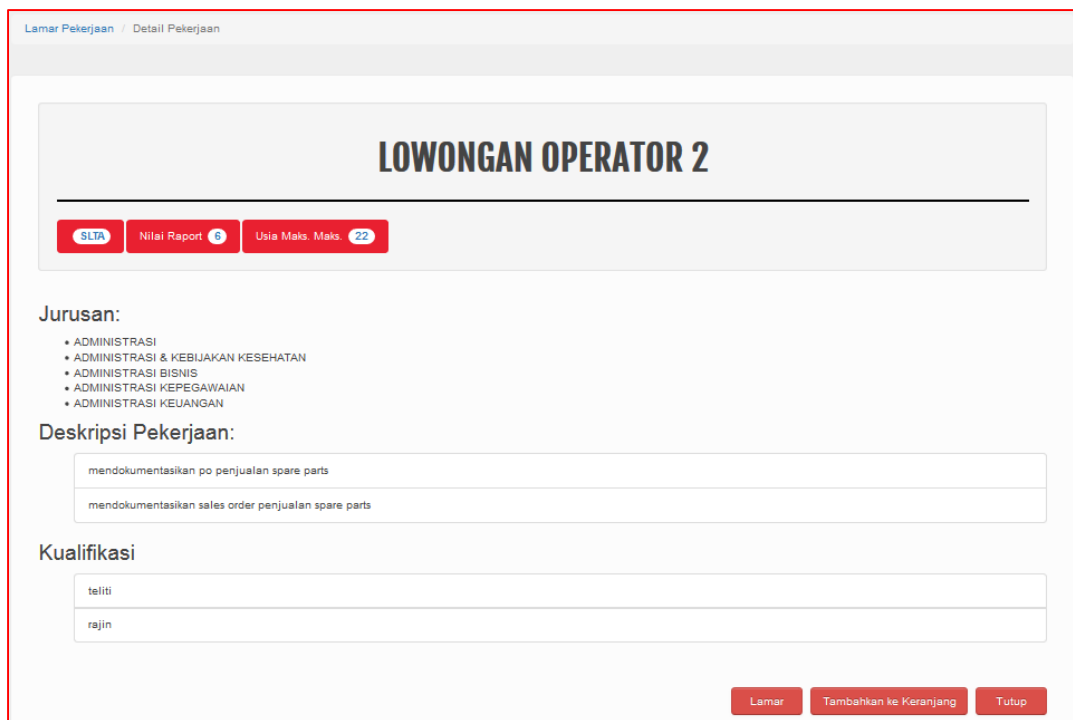 Lamar Pekerjaan / Detail Pekerjaan
LOWONGAN OPERATOR 2
SLTA Nilai Raport 6 Usia Maks. Maks. 22
Jurusan:
• ADMINISTRASI
• ADMINISTRASI & KEBIJAKAN KESEHATAN
• ADMINISTRASI BISNIS
• ADMINISTRASI KEPEGAWAIAN
• ADMINISTRASI KEUANGAN
Deskripsi Pekerjaan:
mendokumentasikan po penjualan spare parts
mendokumentasikan sales order penjualan spare parts
Kualifikasi
teliti
rajin
Lamar Tambahkan ke Keranjang Tutup